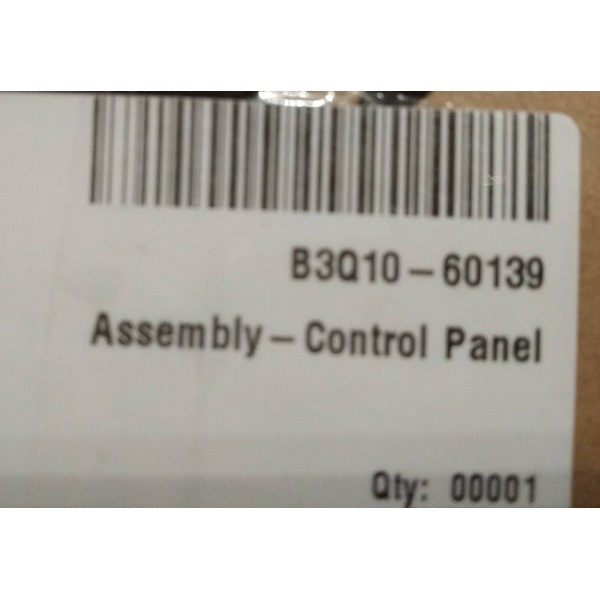 B3Q10-60139
Assembly-Control Panel
Qty: 00001